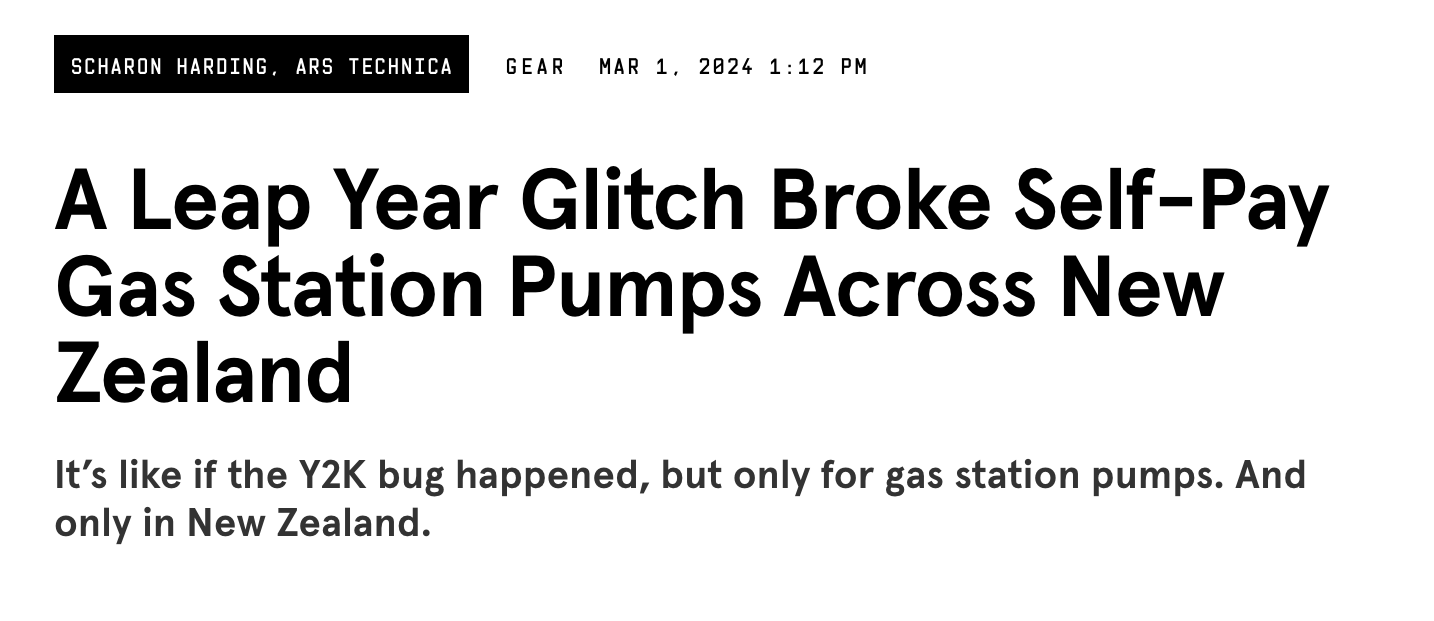 SCHARON HARDING, ARS TECHNICA GEAR MAR 1, 2024 1:12 PM
A Leap Year Glitch Broke Self-Pay
Gas Station Pumps Across New
Zealand
It’s like if the Y2K bug happened, but only for gas station pumps. And
only in New Zealand.